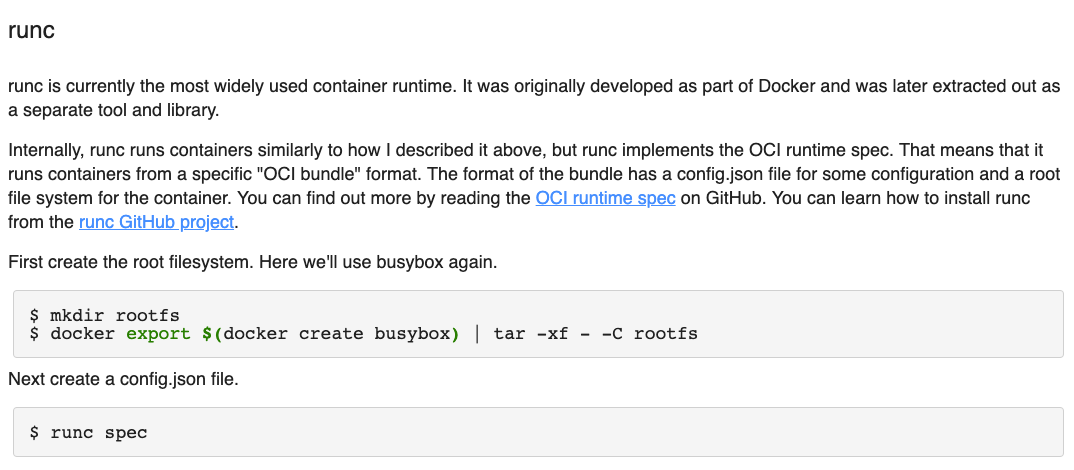 runc
runc is currently the most widely used container runtime. It was originally developed as part of Docker and was later extracted out as
a separate tool and library.
Internally, runc runs containers similarly to how I described it above, but runc implements the OCI runtime spec. That means that it
runs containers from a specific "OCI bundle" format. The format of the bundle has a config.json file for some configuration and a root
file system for the container. You can find out more by reading the OCI runtime spec on GitHub. You can learn how to install runc
from the runc GitHub project.
First create the root filesystem. Here we'll use busybox again.
$ mkdir rootfs
$ docker export $(docker create busybox) | tar -xf - -C rootfs
Next create a config.json file.
$ runc spec